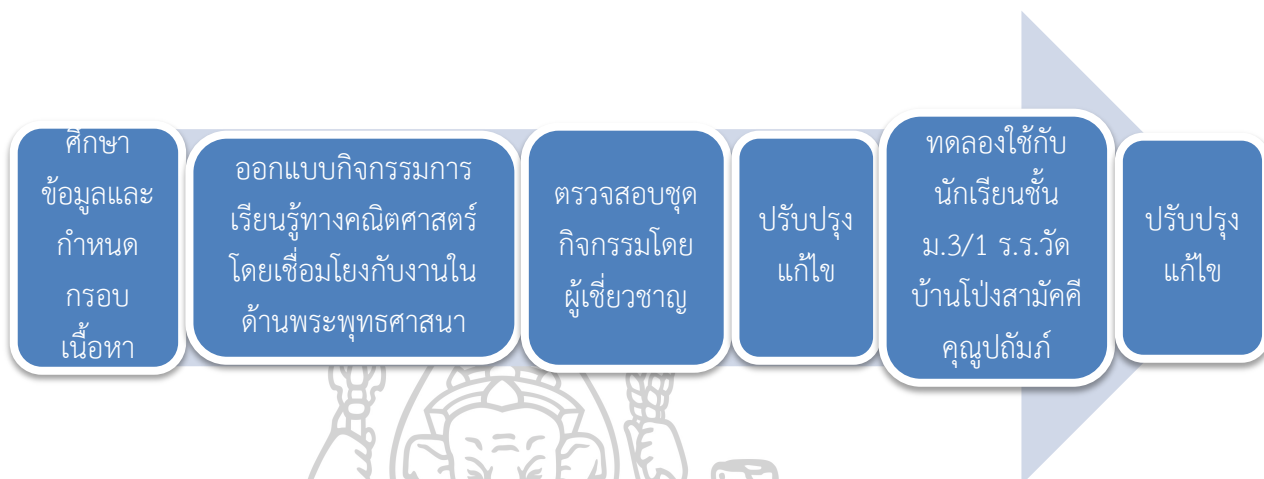 ศึกษา
ข้อมูลและ
กำหนด
กรอบ
เนื้อหา
ออกแบบกิจกรรมการ
เรียนรู้ทางคณิตศาสตร์
โดยเชื่อมโยงกับงานใน
ด้านพระพุทธศาสนา
ตรวจสอบชุด
กิจกรรมโดย
ผู้เชี่ยวชาญ
ปรับปรุง
แก้ไข
ทดลองใช้กับ
นักเรียนชั้น
ม.3/1 ร.ร.วัด
บ้านโป่งสามัคคี
คุณูปถัมภ์
ปรับปรุง
แก้ไข